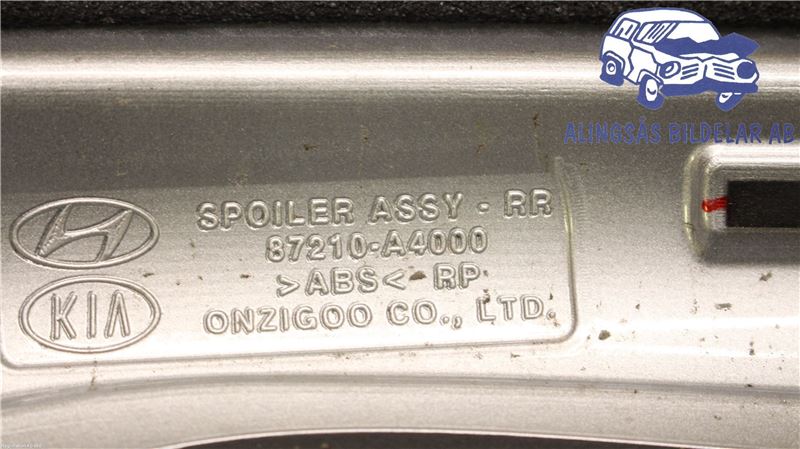 ALINGSÅS BILDELAR AB
SPOILER ASSY - RR
87210-A4000
>ABS< RP
KIA
ONZIGOO CO., LTD.